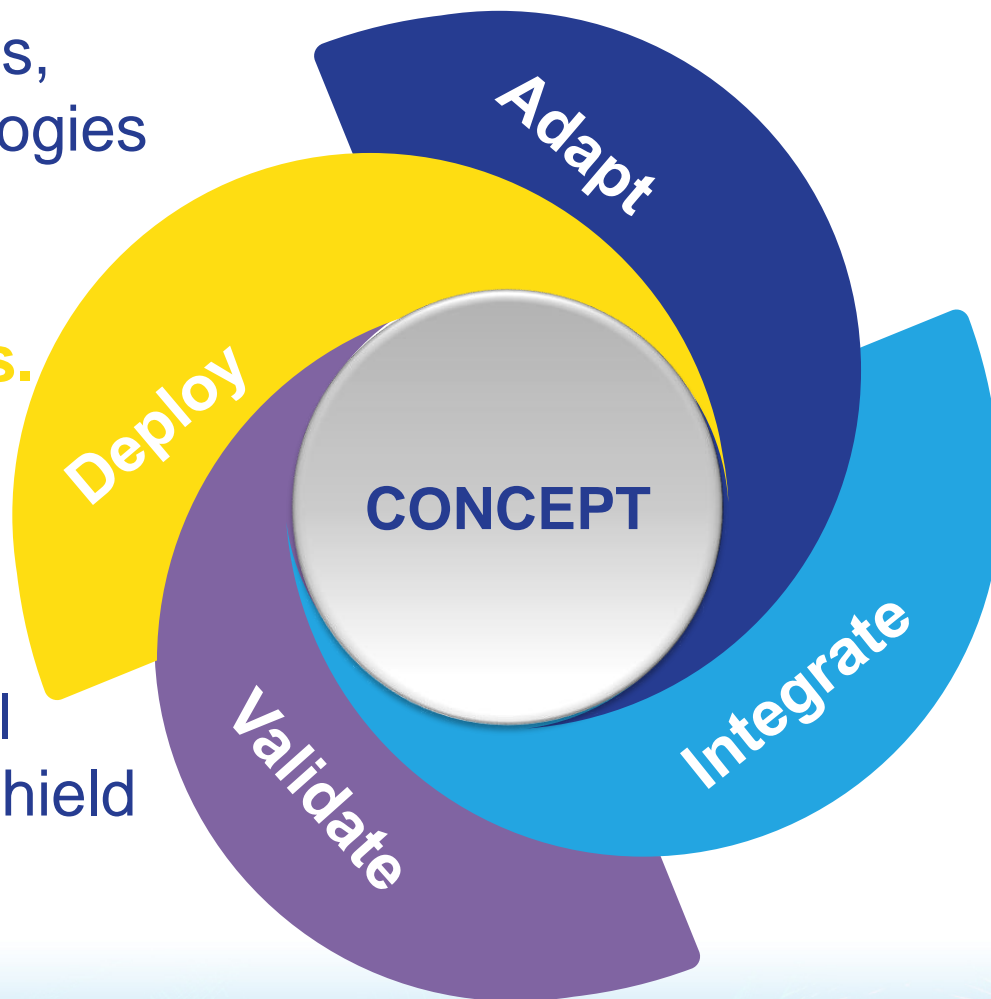 s,
ogies
s.
l
hield
Adapt
Deploy
CONCEPT
Integrate
Validate